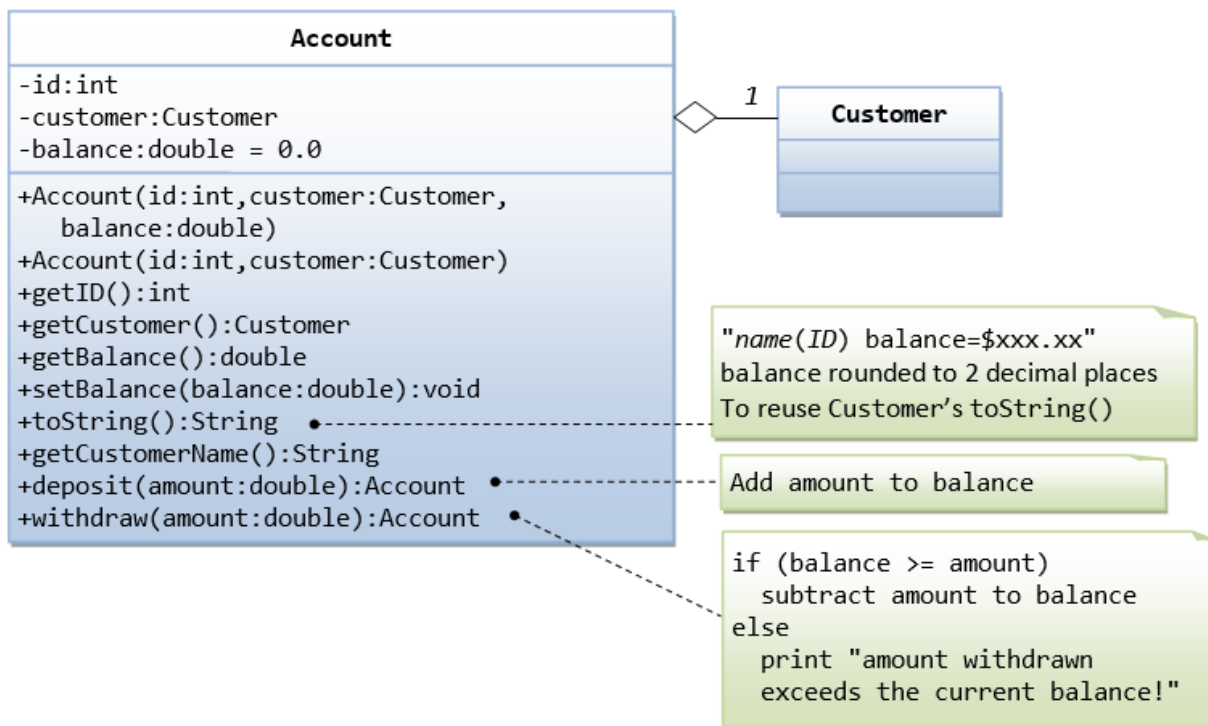 Account
-id:int
-customer:Customer
-balance:double = 0.0
+Account(id:int,customer:Customer,
balance:double)
+Account(id:int,customer:Customer)
+getID():int
+getCustomer():Customer
+getBalance():double
+setBalance(balance:double):void
+toString():String
+getCustomerName():String
+deposit(amount:double):Account
+withdraw(amount:double):Account
1
Customer
"name(ID) balance=$xxx.xx"
balance rounded to 2 decimal places
To reuse Customer’s toString()
Add amount to balance
if (balance >= amount)
subtract amount to balance
else
print "amount withdrawn
exceeds the current balance!"